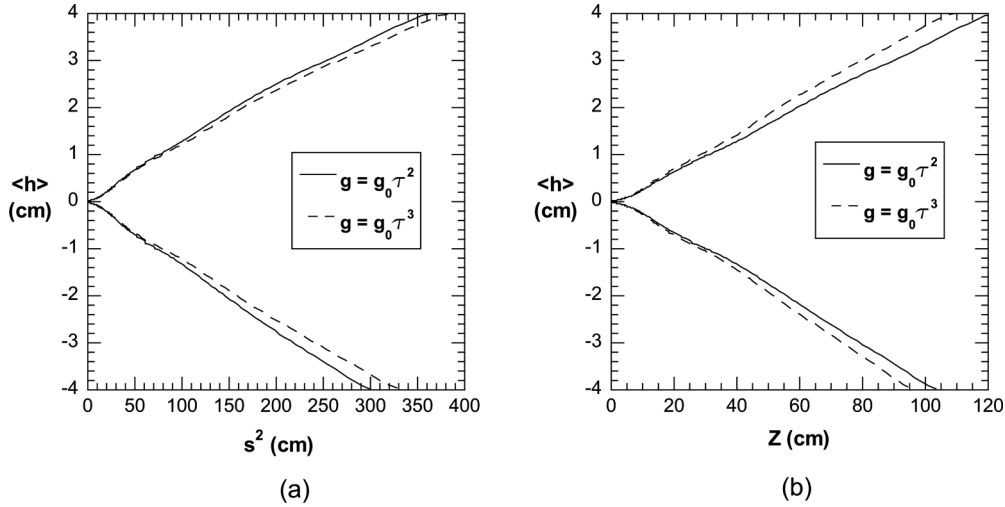 4
3
2
1
0
-1
-2
-3
-4
<h>
(cm)
g = g₀τ²
g = g₀τ³
0 50 100 150 200 250 300 350 400
s² (cm)
(a)
4
3
2
1
0
-1
-2
-3
-4
<h>
(cm)
g = g₀τ²
g = g₀τ³
0 20 40 60 80 100 120
Z (cm)
(b)